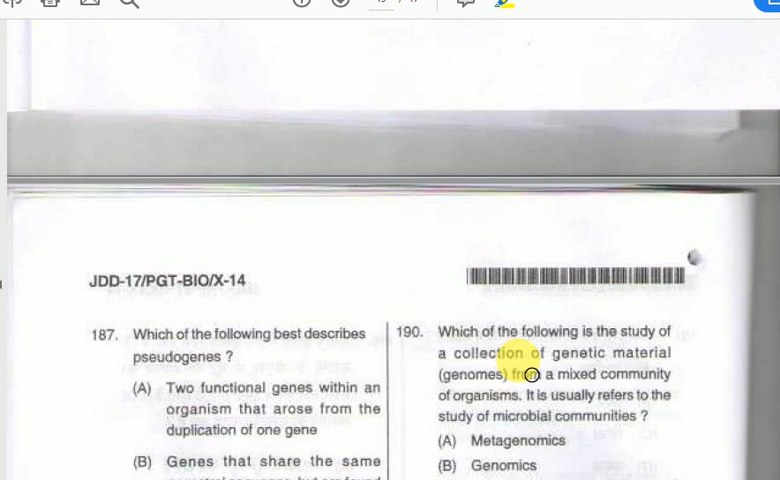 JDD-17/PGT-BIO/X-14
187. Which of the following best describes
pseudogenes ?
(A) Two functional genes within an
organism that arose from the
duplication of one gene
(B) Genes that share the same
190. Which of the following is the study of
a collection of genetic material
(genomes) from a mixed community
of organisms. It is usually refers to the
study of microbial communities ?
(A) Metagenomics
(B) Genomics